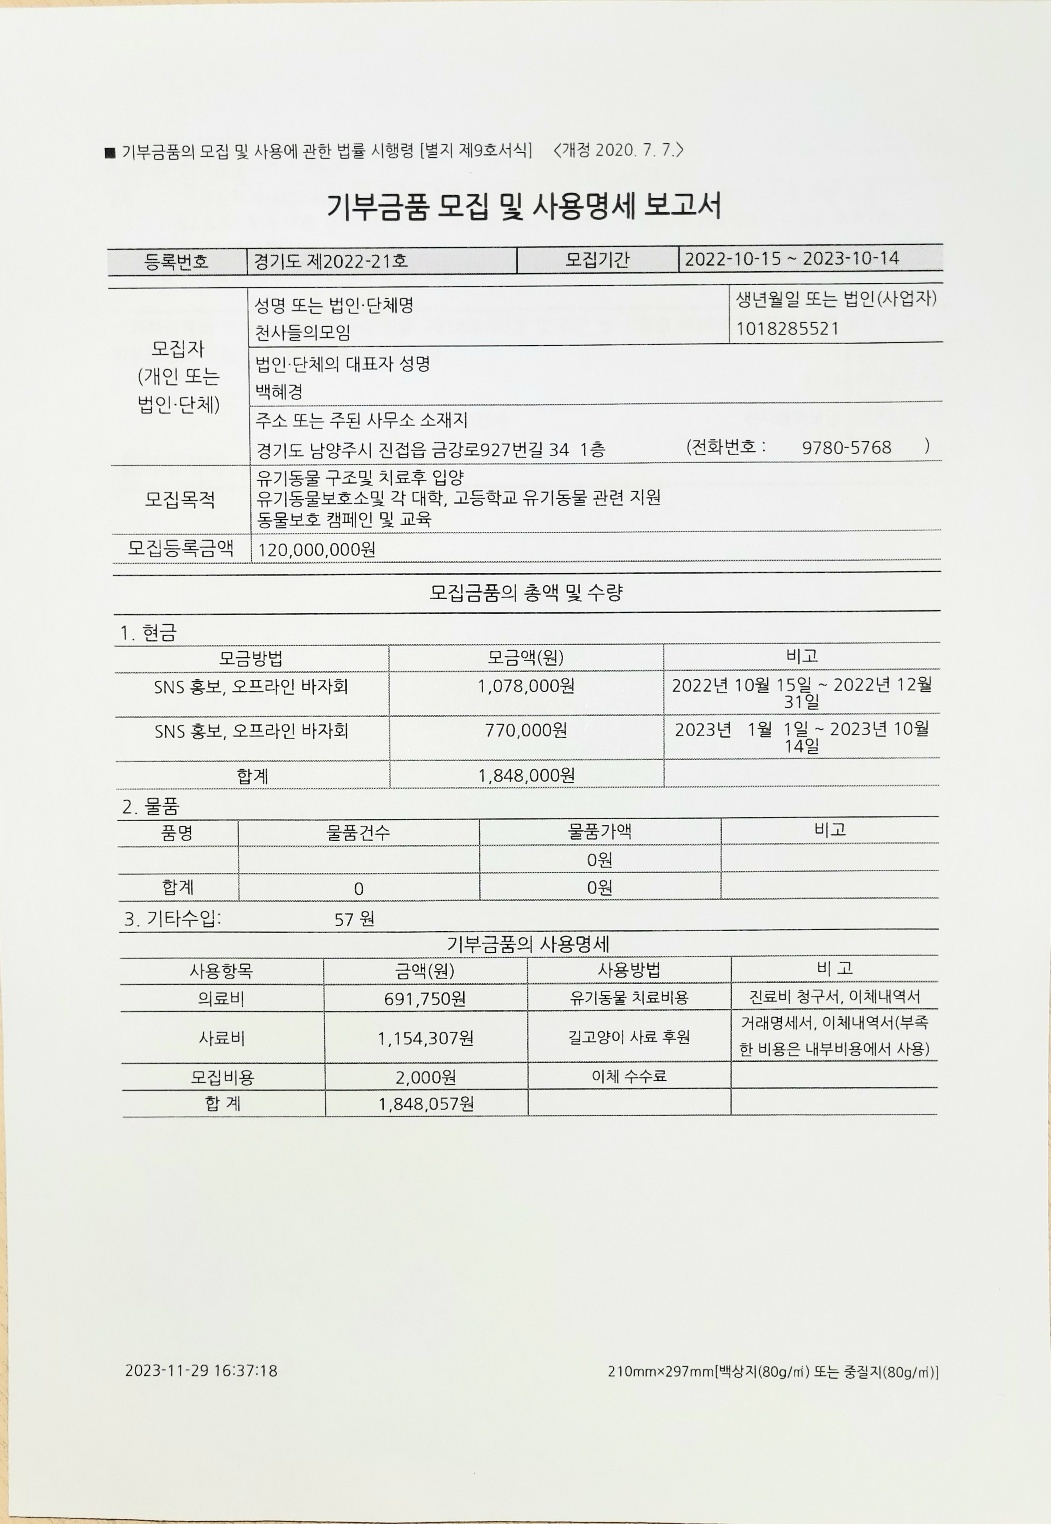 ■ 기부금품의 모집 및 사용에 관한 법률 시행령 [별지 제9호서식] 〈개정 2020. 7. 7.〉
기부금품 모집 및 사용명세 보고서
등록번호 경기도 제2022-21호 모집기간 2022-10-15 ~ 2023-10-14
모집자
(개인 또는
법인·단체)
성명 또는 법인·단체명
천사들의모임
생년월일 또는 법인(사업자)
1018285521
법인·단체의 대표자 성명
백혜경
주소 또는 주된 사무소 소재지
경기도 남양주시 진접읍 금강로927번길 34 1층 (전화번호 : 9780-5768 )
모집목적
유기동물 구조및 치료후 입양
유기동물보호소및 각 대학, 고등학교 유기동물 관련 지원
동물보호 캠페인 및 교육
모집등록금액 120,000,000원
모집금품의 총액 및 수량
1. 현금
모금방법 모금액(원) 비고
SNS 홍보, 오프라인 바자회 1,078,000원 2022년 10월 15일 ~ 2022년 12월
31일
SNS 홍보, 오프라인 바자회 770,000원 2023년 1월 1일 ~ 2023년 10월
14일
합계 1,848,000원
2. 물품
품명 물품건수 물품가액 비고
0원
합계 0 0원
3. 기타수입: 57 원
기부금품의 사용명세
사용항목 금액(원) 사용방법 비 고
의료비 691,750원 유기동물 치료비용 진료비 청구서, 이체내역서
사료비 1,154,307원 길고양이 사료 후원 거래명세서, 이체내역서(부족
한 비용은 내부비용에서 사용)
모집비용 2,000원 이체 수수료
합 계 1,848,057원
2023-11-29 16:37:18 210mm×297mm[백상지(80g/㎡) 또는 중질지(80g/㎡)]